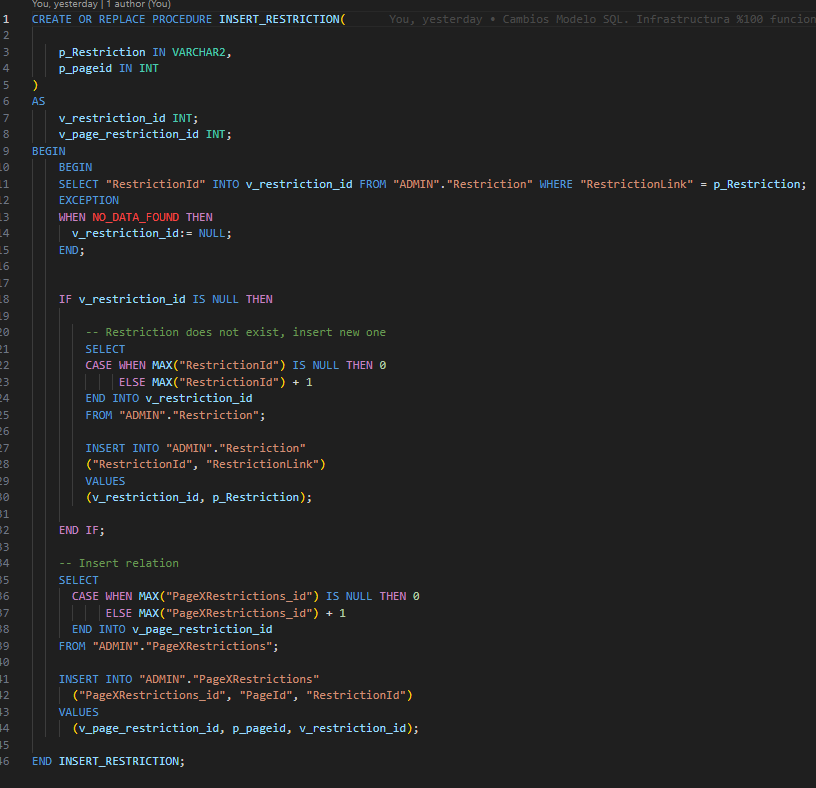 You, yesterday | 1 author (You)
1 CREATE OR REPLACE PROCEDURE INSERT_RESTRICTION( You, yesterday • Cambios Modelo SQL. Infrastructura %100 funcion
2
3 p_Restriction IN VARCHAR2,
4 p_pageid IN INT
5 )
6 AS
7 v_restriction_id INT;
8 v_page_restriction_id INT;
9 BEGIN
10 BEGIN
11 SELECT "RestrictionId" INTO v_restriction_id FROM "ADMIN"."Restriction" WHERE "RestrictionLink" = p_Restriction;
12 EXCEPTION
13 WHEN NO_DATA_FOUND THEN
14 v_restriction_id:= NULL;
15 END;
16
17
18 IF v_restriction_id IS NULL THEN
19
20 -- Restriction does not exist, insert new one
21 SELECT
22 CASE WHEN MAX("RestrictionId") IS NULL THEN 0
23 ELSE MAX("RestrictionId") + 1
24 END INTO v_restriction_id
25 FROM "ADMIN"."Restriction";
26
27 INSERT INTO "ADMIN"."Restriction"
28 ("RestrictionId", "RestrictionLink")
29 VALUES
30 (v_restriction_id, p_Restriction);
31
32 END IF;
33
34 -- Insert relation
35 SELECT
36 CASE WHEN MAX("PageXRestrictions_id") IS NULL THEN 0
37 ELSE MAX("PageXRestrictions_id") + 1
38 END INTO v_page_restriction_id
39 FROM "ADMIN"."PageXRestrictions";
40
41 INSERT INTO "ADMIN"."PageXRestrictions"
42 ("PageXRestrictions_id", "PageId", "RestrictionId")
43 VALUES
44 (v_page_restriction_id, p_pageid, v_restriction_id);
45
46 END INSERT_RESTRICTION;